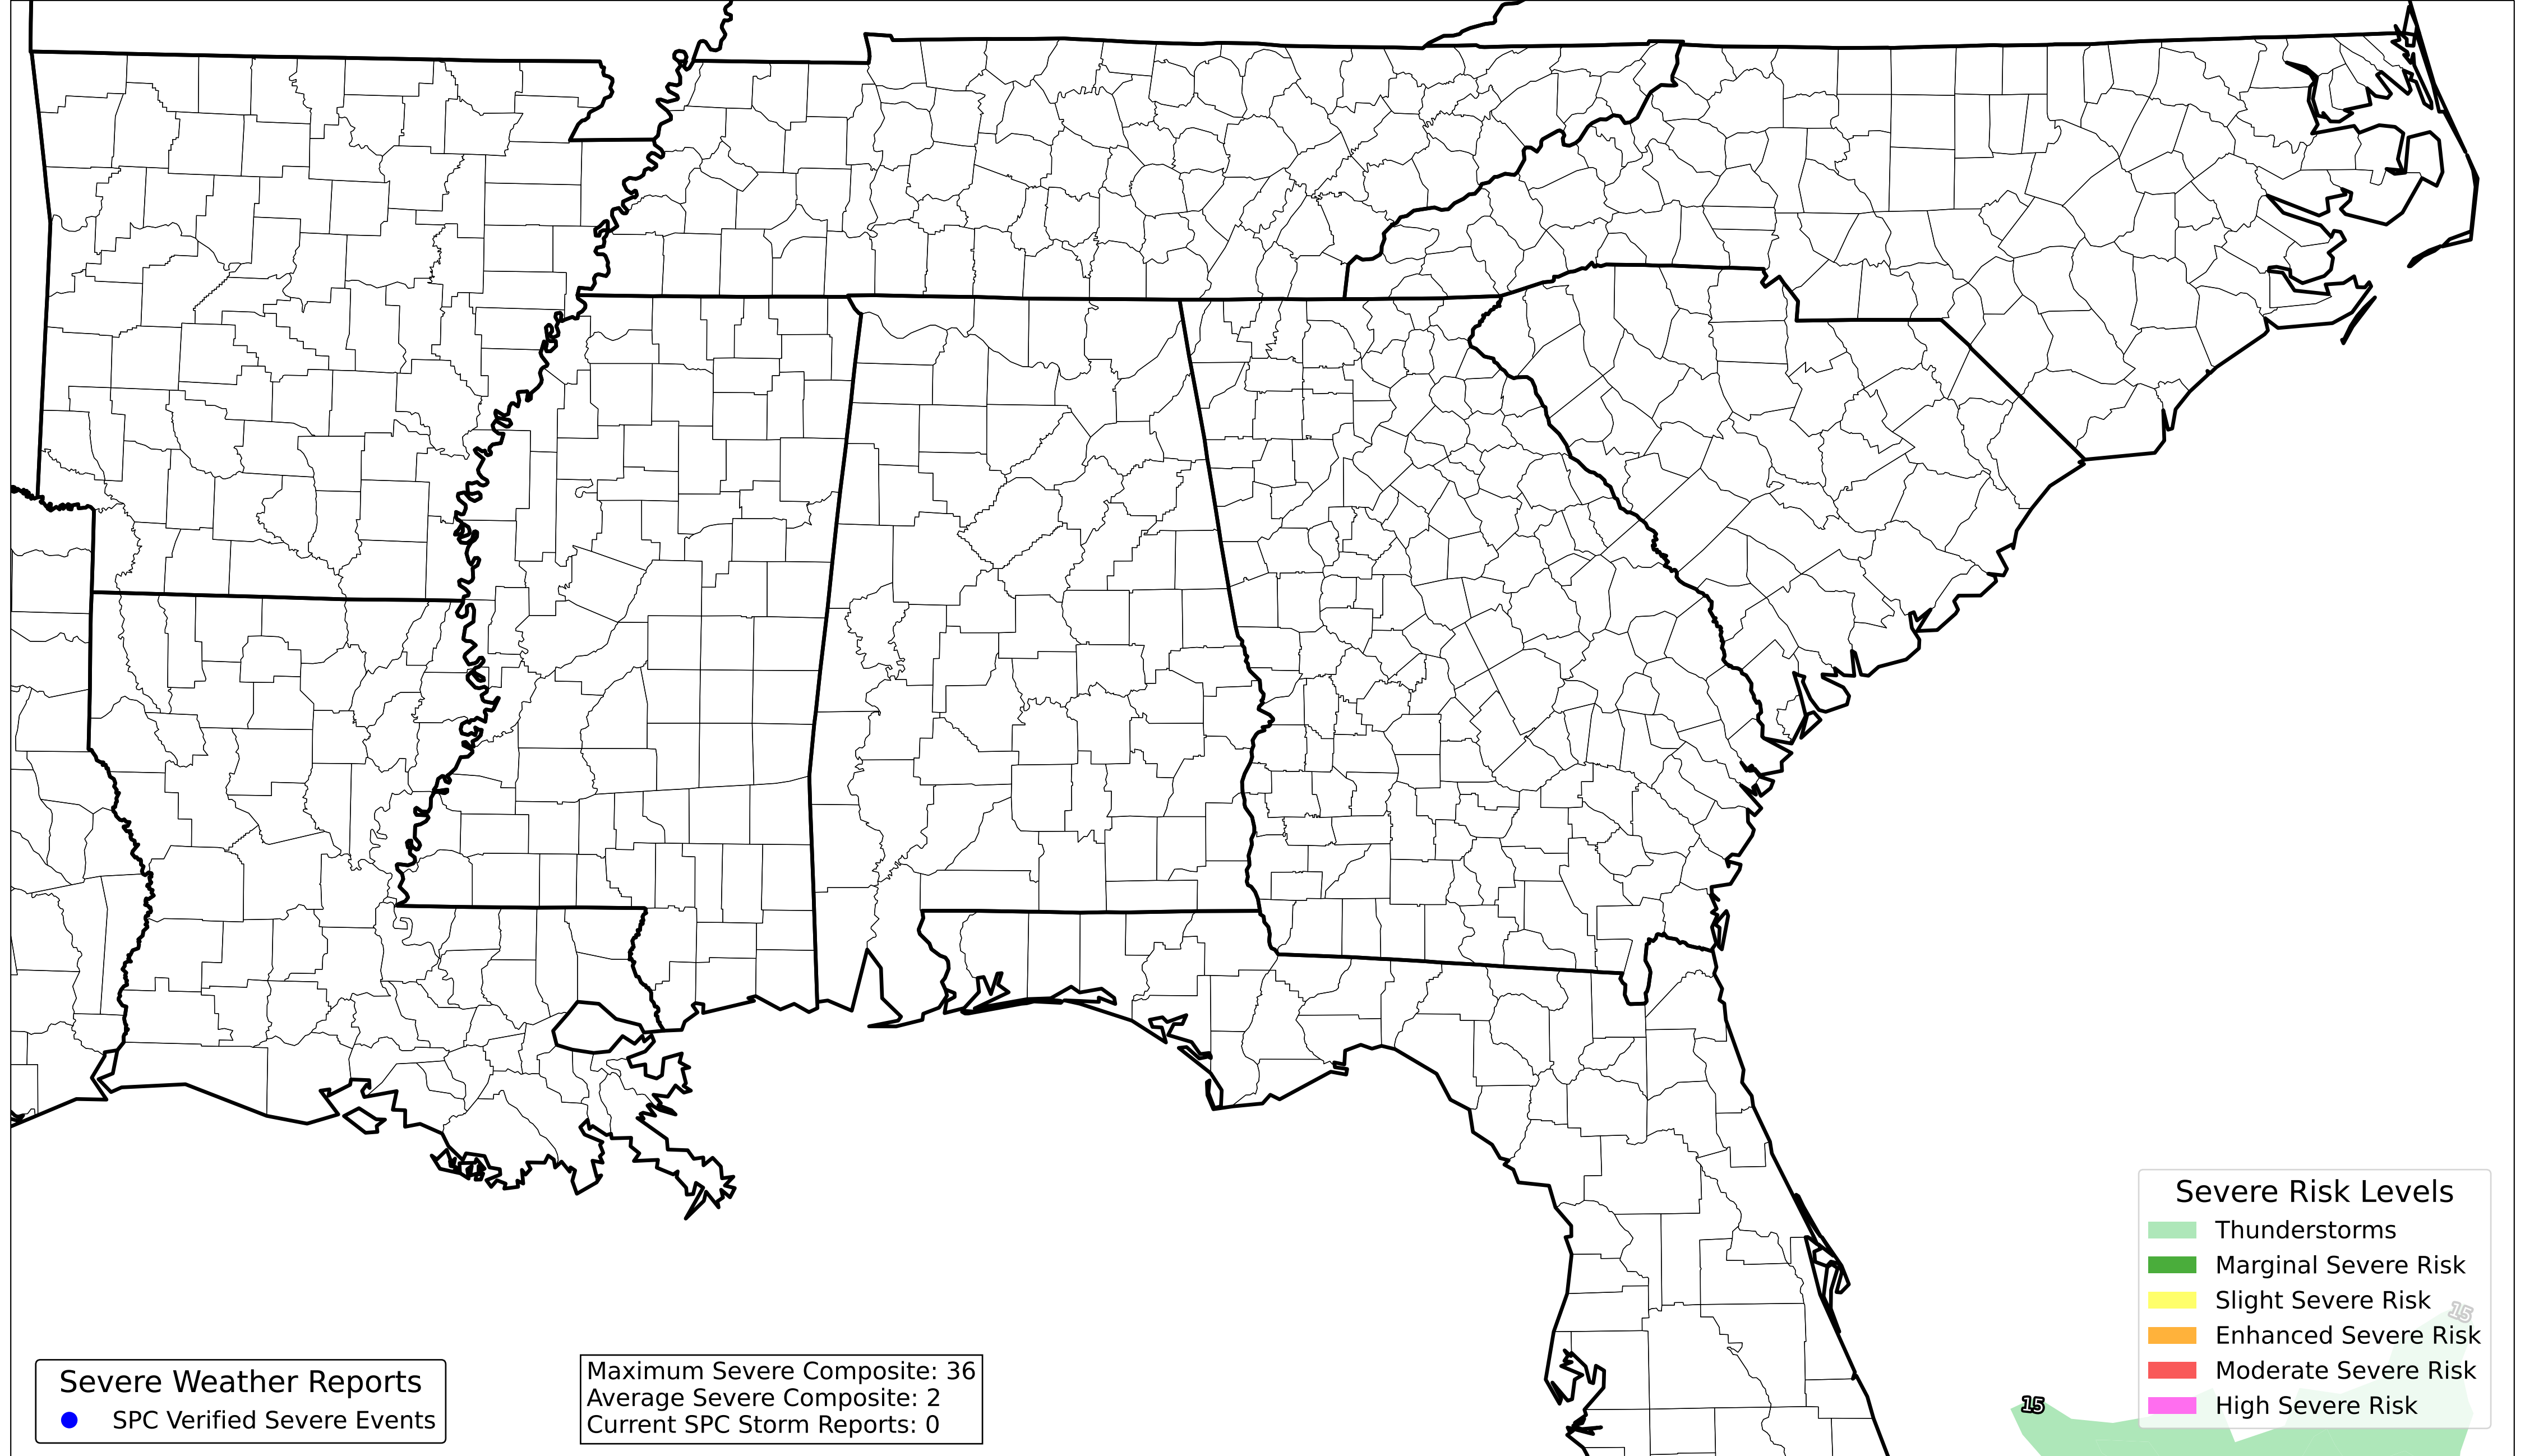 Severe Risk Levels
Thunderstorms
Marginal Severe Risk
Slight Severe Risk
15
Enhanced Severe Risk
Moderate Severe Risk
High Severe Risk
15
Severe Weather Reports
SPC Verified Severe Events
Maximum Severe Composite: 36
Average Severe Composite: 2
Current SPC Storm Reports: 0